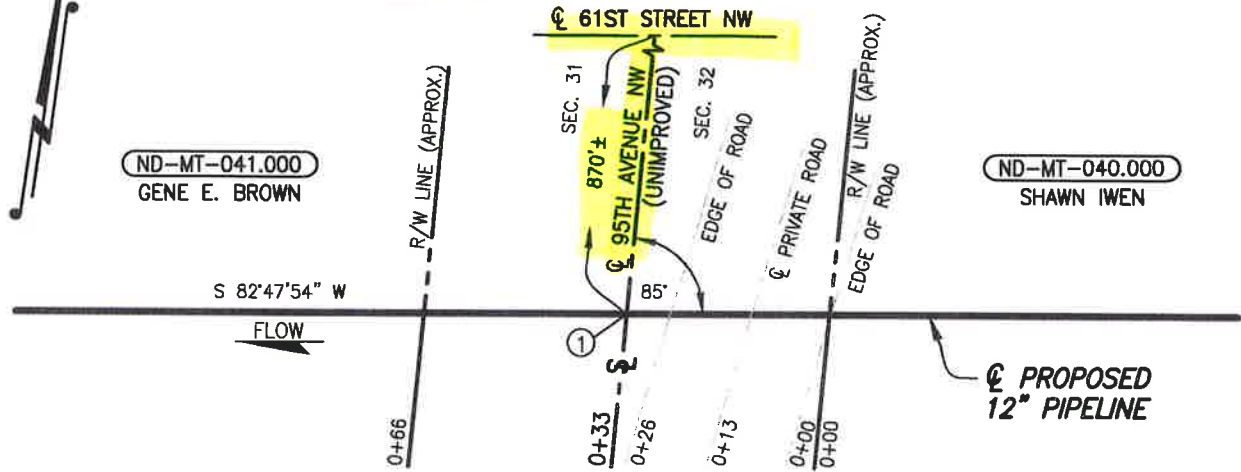 ℄ 61ST STREET NW
ND-MT-041.000
GENE E. BROWN
R/W LINE (APPROX.)
SEC. 31
870'±
℄ 95TH AVENUE NW
(UNIMPROVED)
SEC. 32
EDGE OF ROAD
℄ PRIVATE ROAD
R/W LINE (APPROX.)
EDGE OF ROAD
ND-MT-040.000
SHAWN IWEN
S 82°47'54" W
85°
FLOW
1
℄ PROPOSED
12" PIPELINE
0+66
0+33
0+26
0+13
0+00
0+00